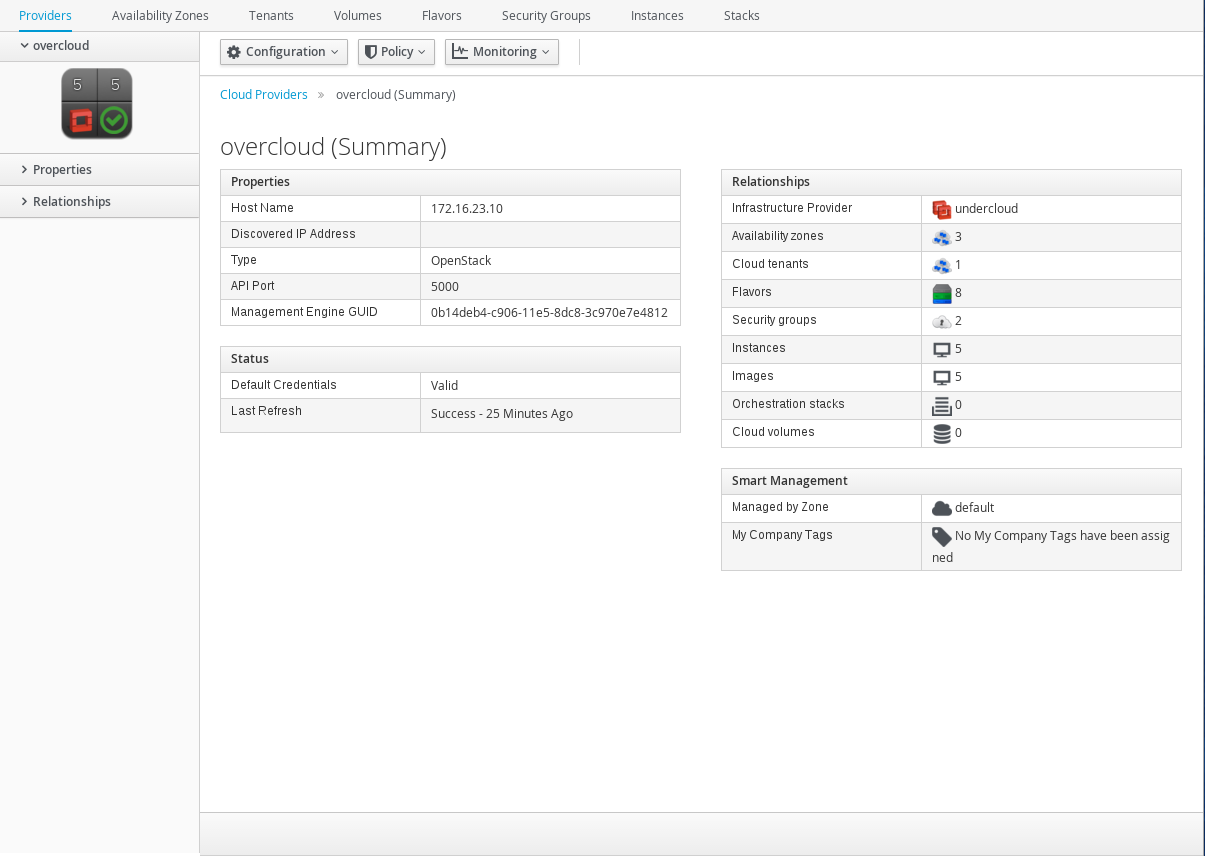 Providers Availability Zones Tenants Volumes Flavors Security Groups Instances Stacks
overcloud
5 5
Properties
Relationships
Configuration Policy Monitoring
Cloud Providers » overcloud (Summary)
overcloud (Summary)
Properties
Host Name 172.16.23.10
Discovered IP Address
Type OpenStack
API Port 5000
Management Engine GUID 0b14deb4-c906-11e5-8dc8-3c970e7e4812
Status
Default Credentials Valid
Last Refresh Success - 25 Minutes Ago
Relationships
Infrastructure Provider undercloud
Availability zones 3
Cloud tenants 1
Flavors 8
Security groups 2
Instances 5
Images 5
Orchestration stacks 0
Cloud volumes 0
Smart Management
Managed by Zone default
My Company Tags No My Company Tags have been assig
ned